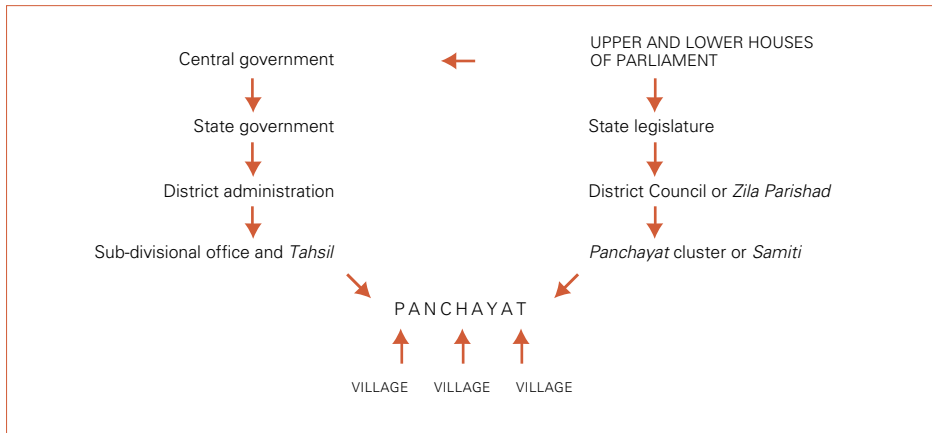 Central government
UPPER AND LOWER HOUSES
OF PARLIAMENT
State government
State legislature
District administration
District Council or Zila Parishad
Sub-divisional office and Tahsil
Panchayat cluster or Samiti
PANCHAYAT
VILLAGE VILLAGE VILLAGE